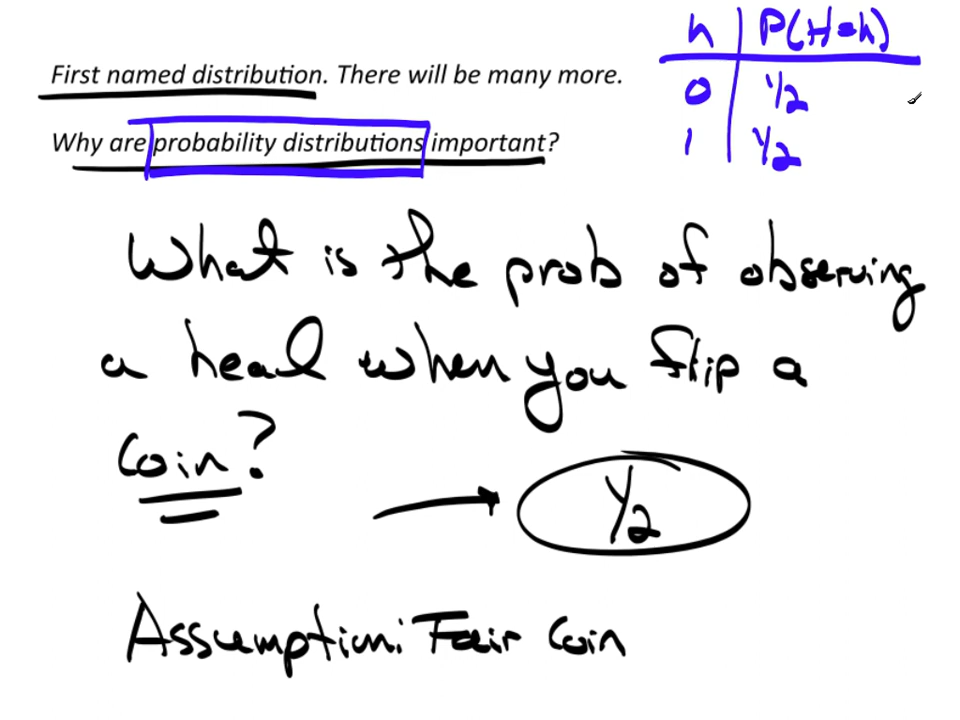 First named distribution. There will be many more.
h P(H=h)
0 1/2
1 1/2
Why are probability distributions important?
What is the prob of observing
a head when you flip a
coin?
1/2
Assumption: Fair coin